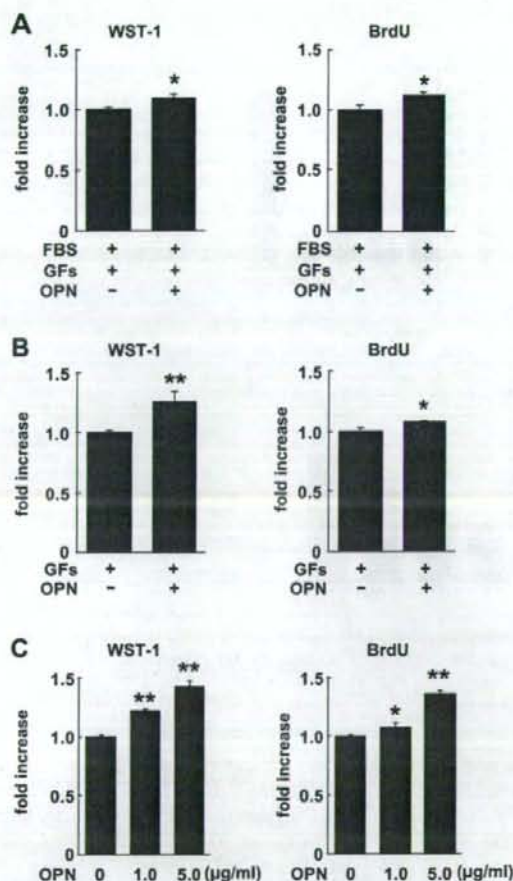 A
WST-1
BrdU
fold increase
1.5
1.0
0.5
0
*
fold increase
1.5
1.0
0.5
0
*
FBS + +
GFs + +
OPN - +
FBS + +
GFs + +
OPN - +
B
WST-1
BrdU
fold increase
1.5
1.0
0.5
0
**
fold increase
1.5
1.0
0.5
0
*
GFs + +
OPN - +
GFs + +
OPN - +
C
WST-1
BrdU
fold increase
1.5
1.0
0.5
0
**
**
fold increase
1.5
1.0
0.5
0
*
**
OPN 0 1.0 5.0 (µg/ml)
OPN 0 1.0 5.0 (µg/ml)